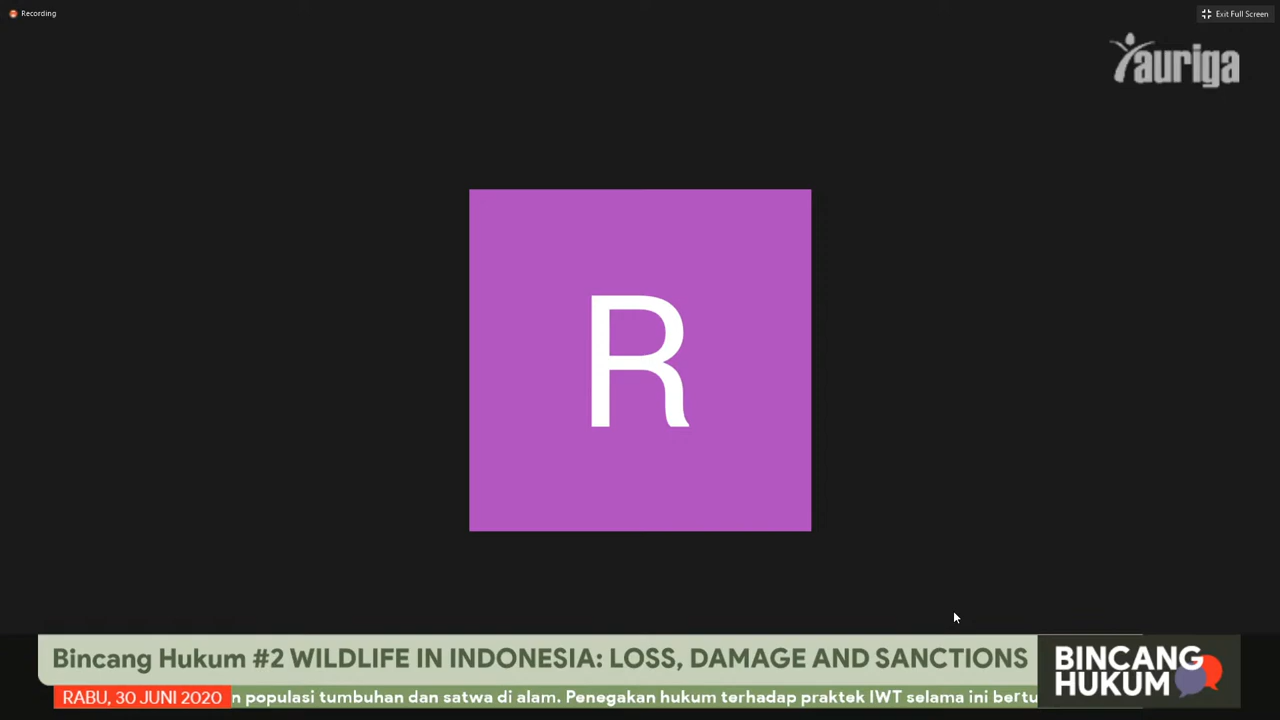 Recording
Exit Full Screen
auriga
R
Bincang Hukum #2 WILDLIFE IN INDONESIA: LOSS, DAMAGE AND SANCTIONS
BINCANG
HUKUM
RABU, 30 JUNI 2020
n populasi tumbuhan dan satwa di alam. Penegakan hukum terhadap praktek IWT selama ini bertu